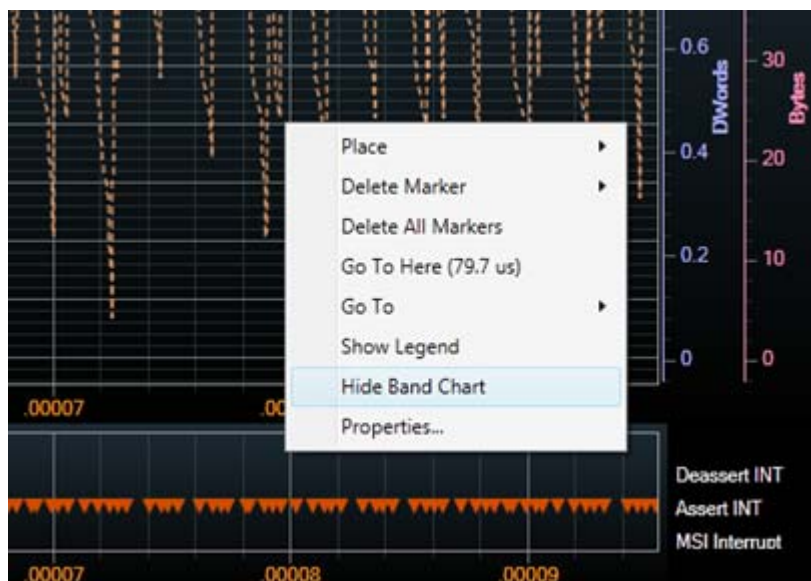 0.6
30
DWords
Bytes
Place
0.4
20
Delete Marker
Delete All Markers
0.2
10
Go To Here (79.7 us)
Go To
Show Legend
0
0
Hide Band Chart
.00007
.00
Properties...
Deassert INT
Assert INT
MSI Interrupt
.00007
.00008
.00009